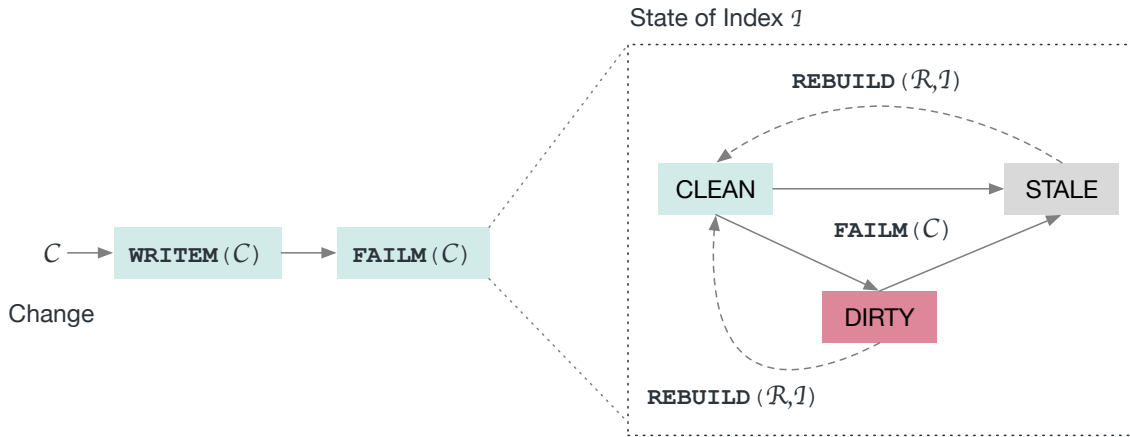 State of Index ℐ
REBUILD(ℛ,ℐ)
CLEAN
STALE
FAILM(𝒞)
𝒞
WRITEM(𝒞)
FAILM(𝒞)
Change
DIRTY
REBUILD(ℛ,ℐ)